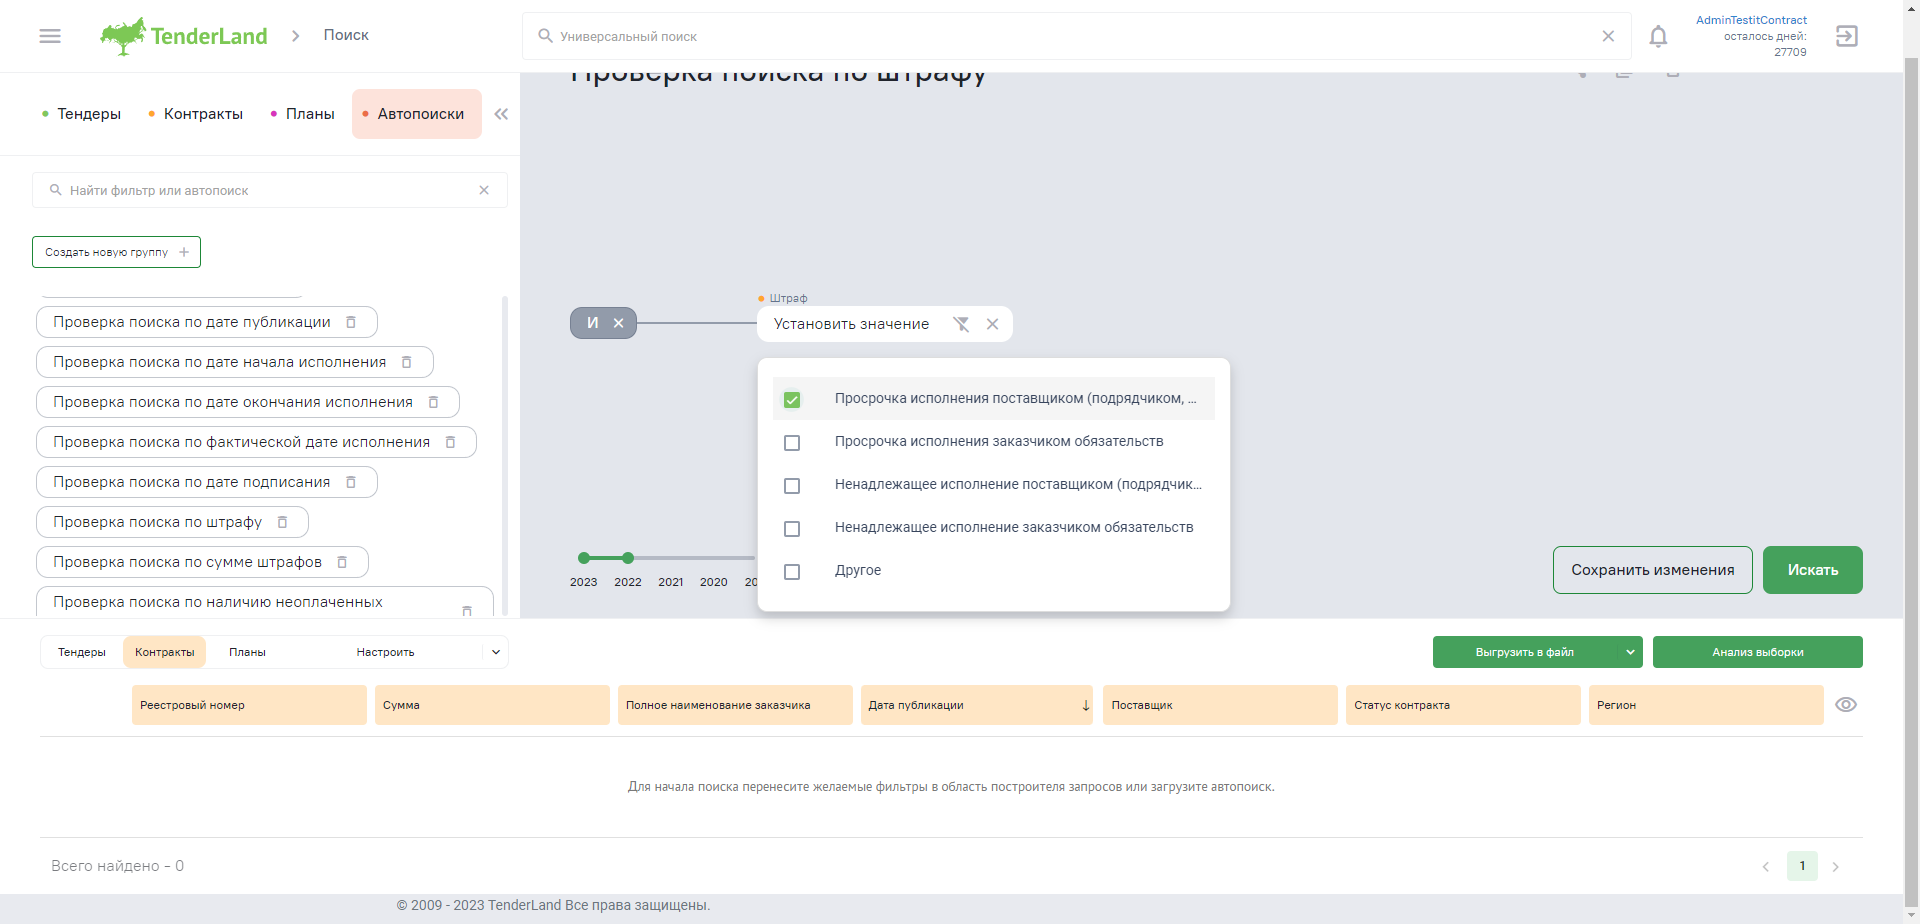 TenderLand
Поиск
Универсальный поиск
AdminTestitContract
осталось дней:
27709
Проверка поиска по штрафу
Тендеры
Контракты
Планы
Автопоиски
Найти фильтр или автопоиск
Создать новую группу
Проверка поиска по дате публикации
Проверка поиска по дате начала исполнения
Проверка поиска по дате окончания исполнения
Проверка поиска по фактической дате исполнения
Проверка поиска по дате подписания
Проверка поиска по штрафу
Проверка поиска по сумме штрафов
Проверка поиска по наличию неоплаченных
И
Штраф
Установить значение
Просрочка исполнения поставщиком (подрядчиком, ...
Просрочка исполнения заказчиком обязательств
Ненадлежащее исполнение поставщиком (подрядчик...
Ненадлежащее исполнение заказчиком обязательств
Другое
2023 2022 2021 2020 20
Сохранить изменения
Искать
Тендеры
Контракты
Планы
Настроить
Выгрузить в файл
Анализ выборки
Реестровый номер
Сумма
Полное наименование заказчика
Дата публикации
Поставщик
Статус контракта
Регион
Для начала поиска перенесите желаемые фильтры в область построителя запросов или загрузите автопоиск.
Всего найдено - 0
1
© 2009 - 2023 TenderLand Все права защищены.